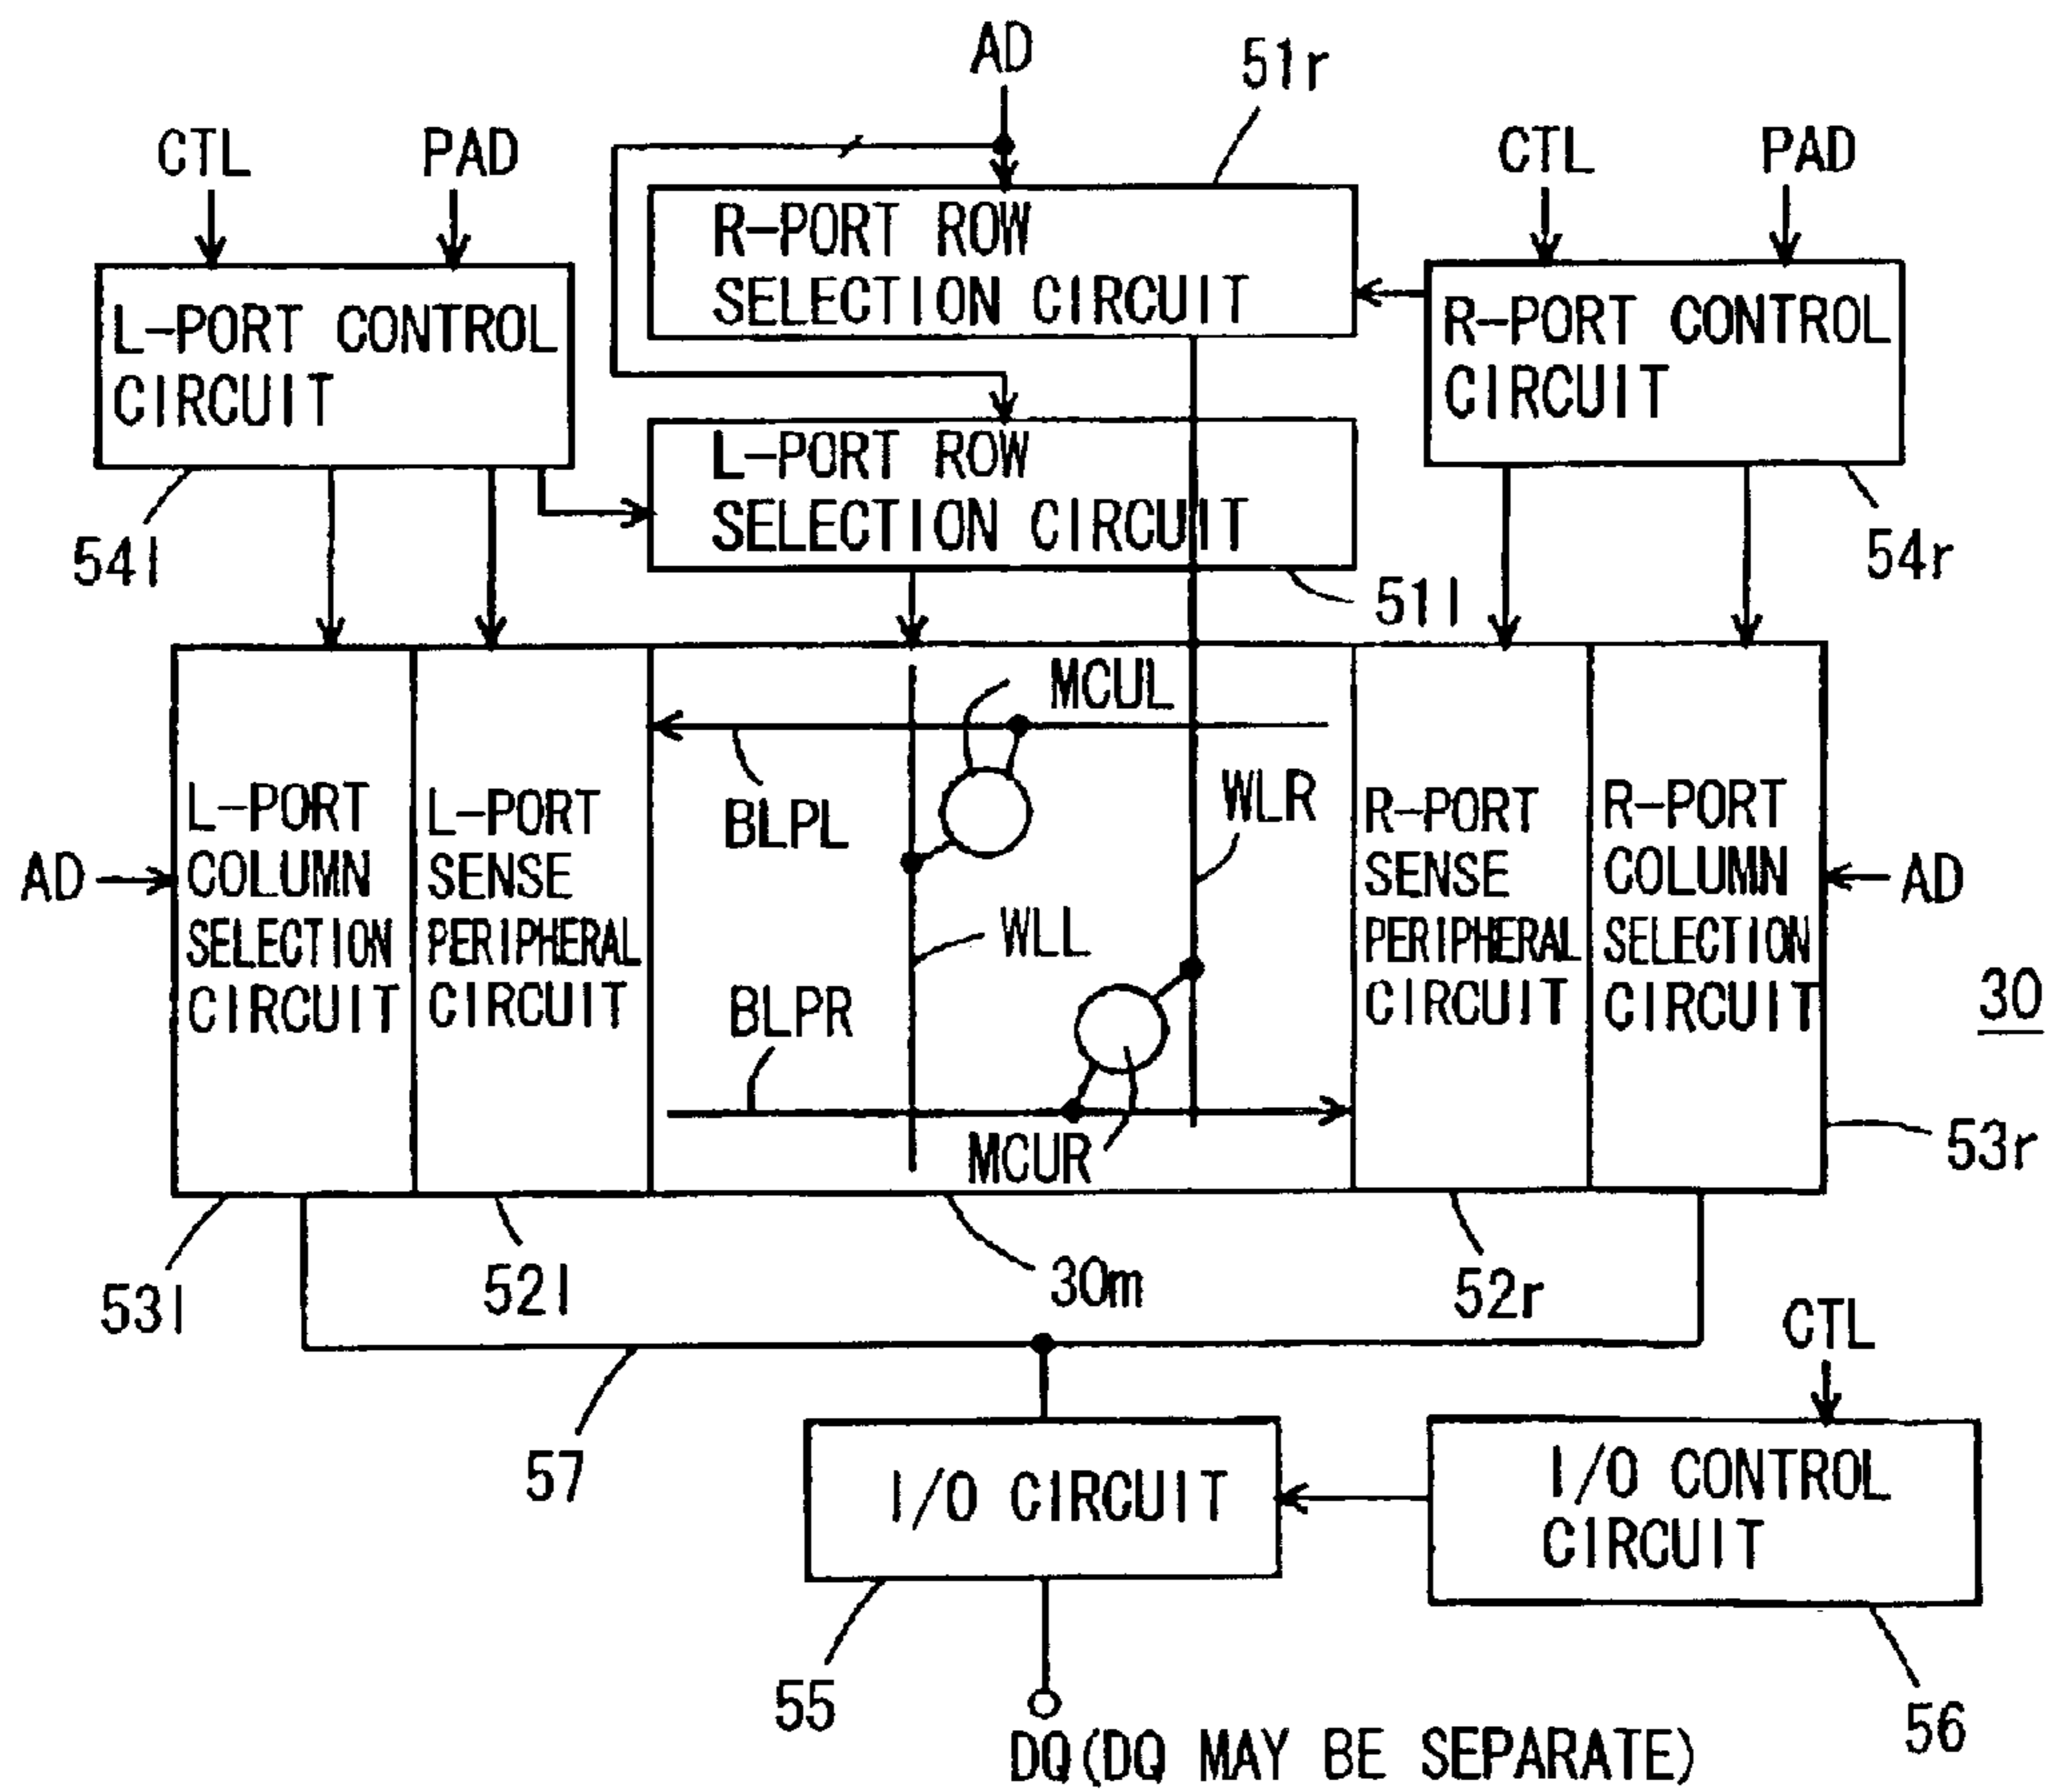 AD
51r
CTL
PAD
CTL
PAD
R-PORT ROW
SELECTION CIRCUIT
L-PORT CONTROL
CIRCUIT
R-PORT CONTROL
CIRCUIT
L-PORT ROW
SELECTION CIRCUIT
54l
51l
54r
MCUL
BLPL
WLR
L-PORT
COLUMN
SELECTION
CIRCUIT
L-PORT
SENSE
PERIPHERAL
CIRCUIT
R-PORT
SENSE
PERIPHERAL
CIRCUIT
R-PORT
COLUMN
SELECTION
CIRCUIT
AD
AD
WLL
BLPR
30
MCUR
53r
53l
52l
30m
52r
CTL
57
I/O CIRCUIT
I/O CONTROL
CIRCUIT
55
56
DQ(DQ MAY BE SEPARATE)